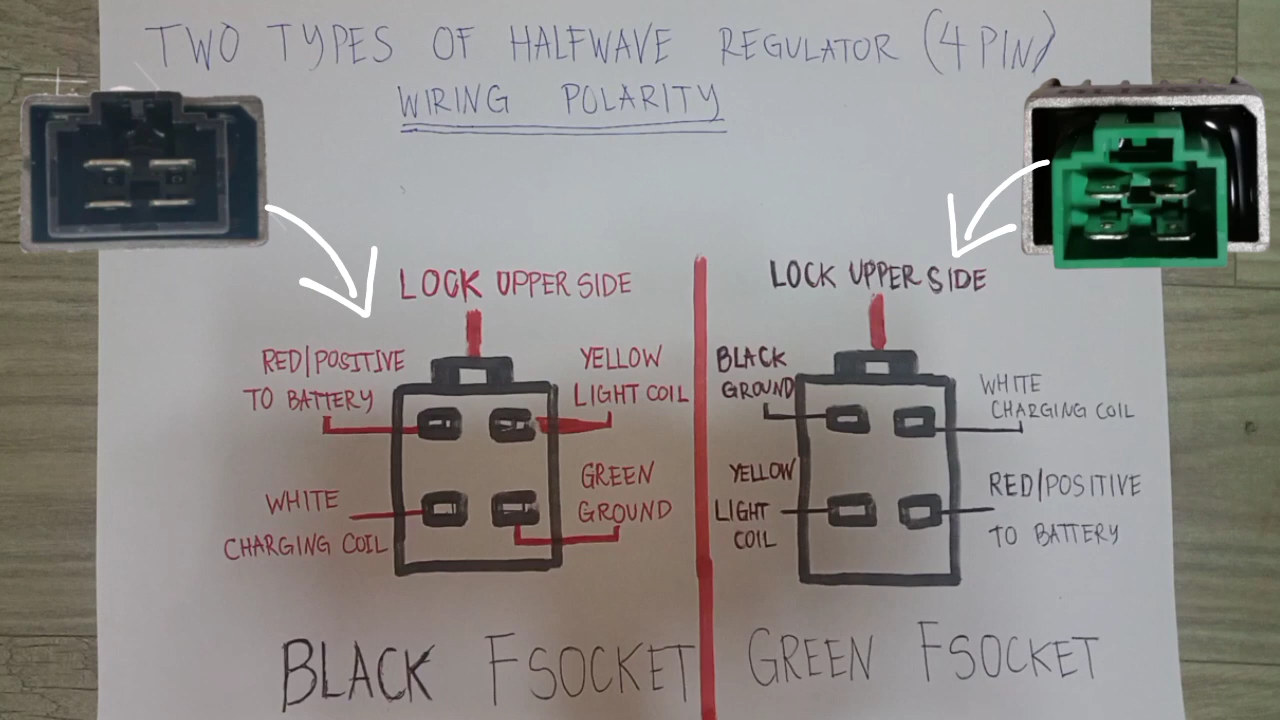 TWO TYPES OF HALFWAVE REGULATOR (4 PIN)
WIRING POLARITY
LOCK UPPER SIDE
RED/POSITIVE
TO BATTERY
YELLOW
LIGHT COIL
WHITE
CHARGING COIL
GREEN
GROUND
BLACK FSOCKET
LOCK UPPER SIDE
BLACK
GROUND
WHITE
CHARGING COIL
YELLOW
LIGHT
COIL
RED/POSITIVE
TO BATTERY
GREEN FSOCKET